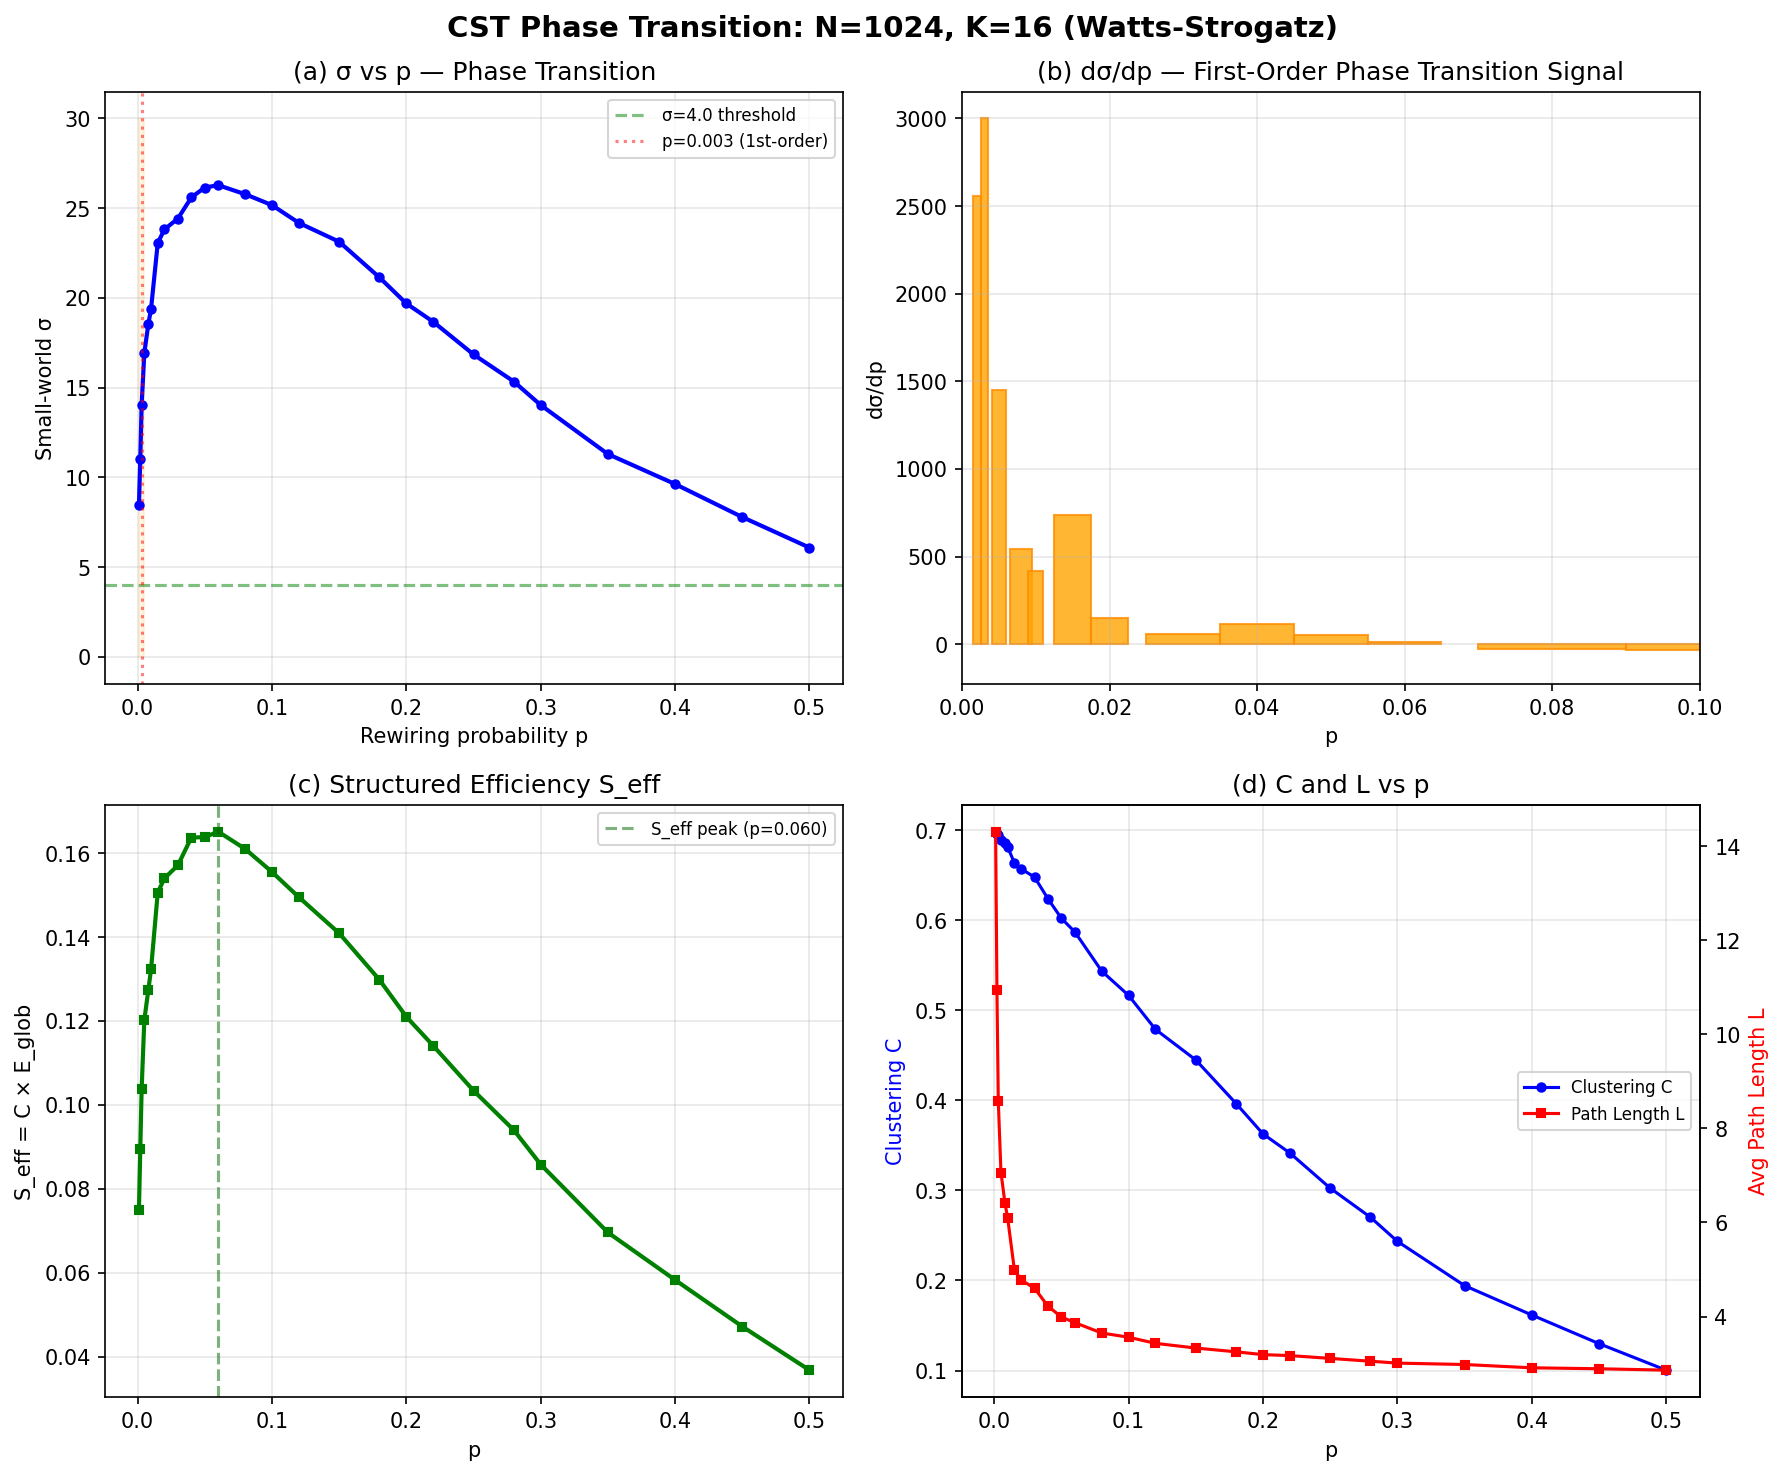 CST Phase Transition: N=1024, K=16 (Watts-Strogatz)
(a) σ vs p — Phase Transition
σ=4.0 threshold
p=0.003 (1st-order)
Small-world σ
30
25
20
15
10
5
0
0.0 0.1 0.2 0.3 0.4 0.5
Rewiring probability p
(b) dσ/dp — First-Order Phase Transition Signal
dσ/dp
3000
2500
2000
1500
1000
500
0
0.00 0.02 0.04 0.06 0.08 0.10
p
(c) Structured Efficiency S_eff
S_eff peak (p=0.060)
S_eff = C × E_glob
0.16
0.14
0.12
0.10
0.08
0.06
0.04
0.0 0.1 0.2 0.3 0.4 0.5
p
(d) C and L vs p
Clustering C
0.7
0.6
0.5
0.4
0.3
0.2
0.1
Clustering C
Path Length L
14
12
10
8
6
4
Avg Path Length L
0.0 0.1 0.2 0.3 0.4 0.5
p